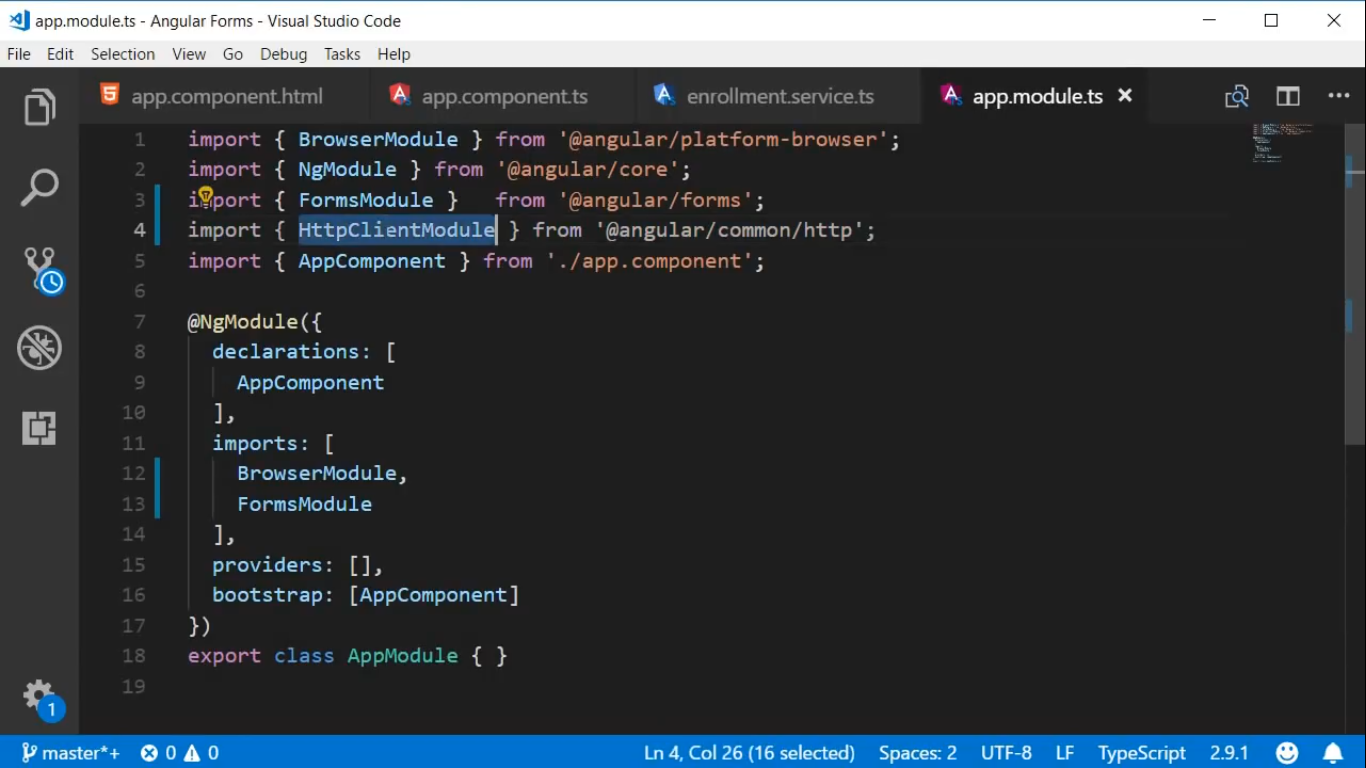 app.module.ts - Angular Forms - Visual Studio Code
File Edit Selection View Go Debug Tasks Help
app.component.html app.component.ts enrollment.service.ts app.module.ts
1 import { BrowserModule } from '@angular/platform-browser';
2 import { NgModule } from '@angular/core';
3 import { FormsModule }   from '@angular/forms';
4 import { HttpClientModule } from '@angular/common/http';
5 import { AppComponent } from './app.component';
6
7 @NgModule({
8   declarations: [
9     AppComponent
10   ],
11   imports: [
12     BrowserModule,
13     FormsModule
14   ],
15   providers: [],
16   bootstrap: [AppComponent]
17 })
18 export class AppModule { }
19
1
master*+ 0 0 Ln 4, Col 26 (16 selected) Spaces: 2 UTF-8 LF TypeScript 2.9.1